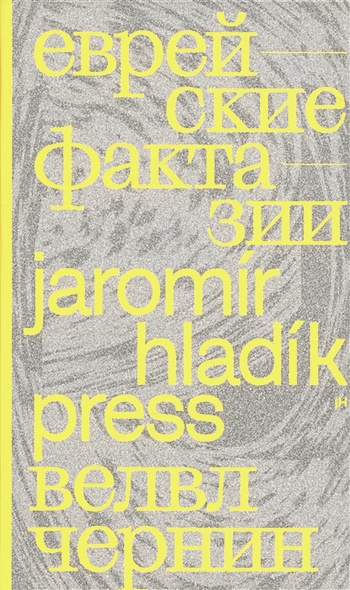 еврей—
ские
факта—
зии
jaromír
hladík
press
велвл
чернин